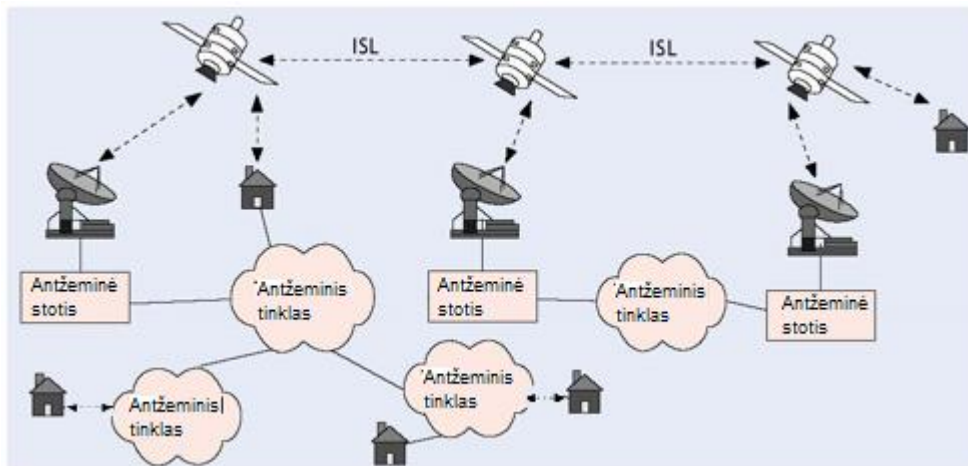 ISL
ISL
Antžeminė
stotis
Antžeminis
tinklas
Antžeminė
stotis
Antžeminis
tinklas
Antžeminė
stotis
Antžeminis
tinklas
Antžeminis
tinklas